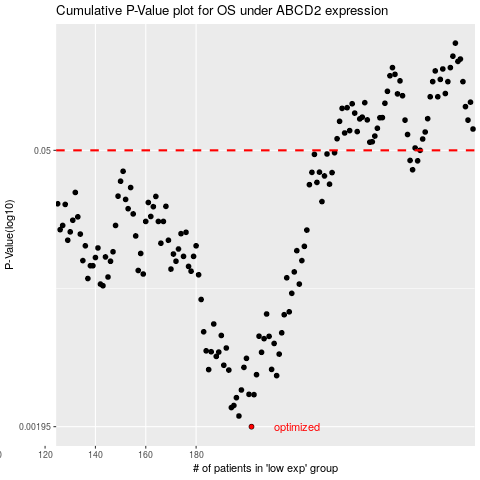 Cumulative P-Value plot for OS under ABCD2 expression
P-Value(log10)
0.05
0.00195
optimized
0 120 140 160 180
# of patients in 'low exp' group